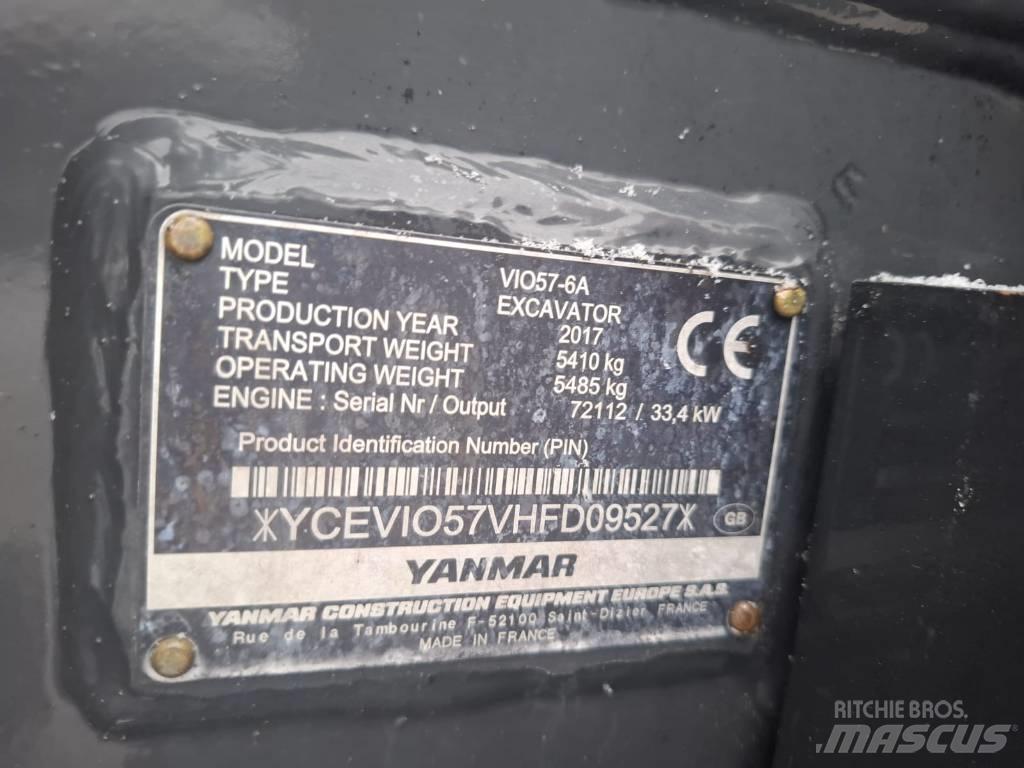 MODEL VIO57-6A
TYPE EXCAVATOR
PRODUCTION YEAR 2017
TRANSPORT WEIGHT 5410 kg
OPERATING WEIGHT 5485 kg
ENGINE : Serial Nr / Output 72112 / 33,4 kW
CE
Product Identification Number (PIN)
*YCEVIO57VHFD09527*
GB
YANMAR
YANMAR CONSTRUCTION EQUIPMENT EUROPE S.A.S.
Rue de la Tambourine F-52100 Saint-Dizier FRANCE
MADE IN FRANCE
RITCHIE BROS.
MASCUS